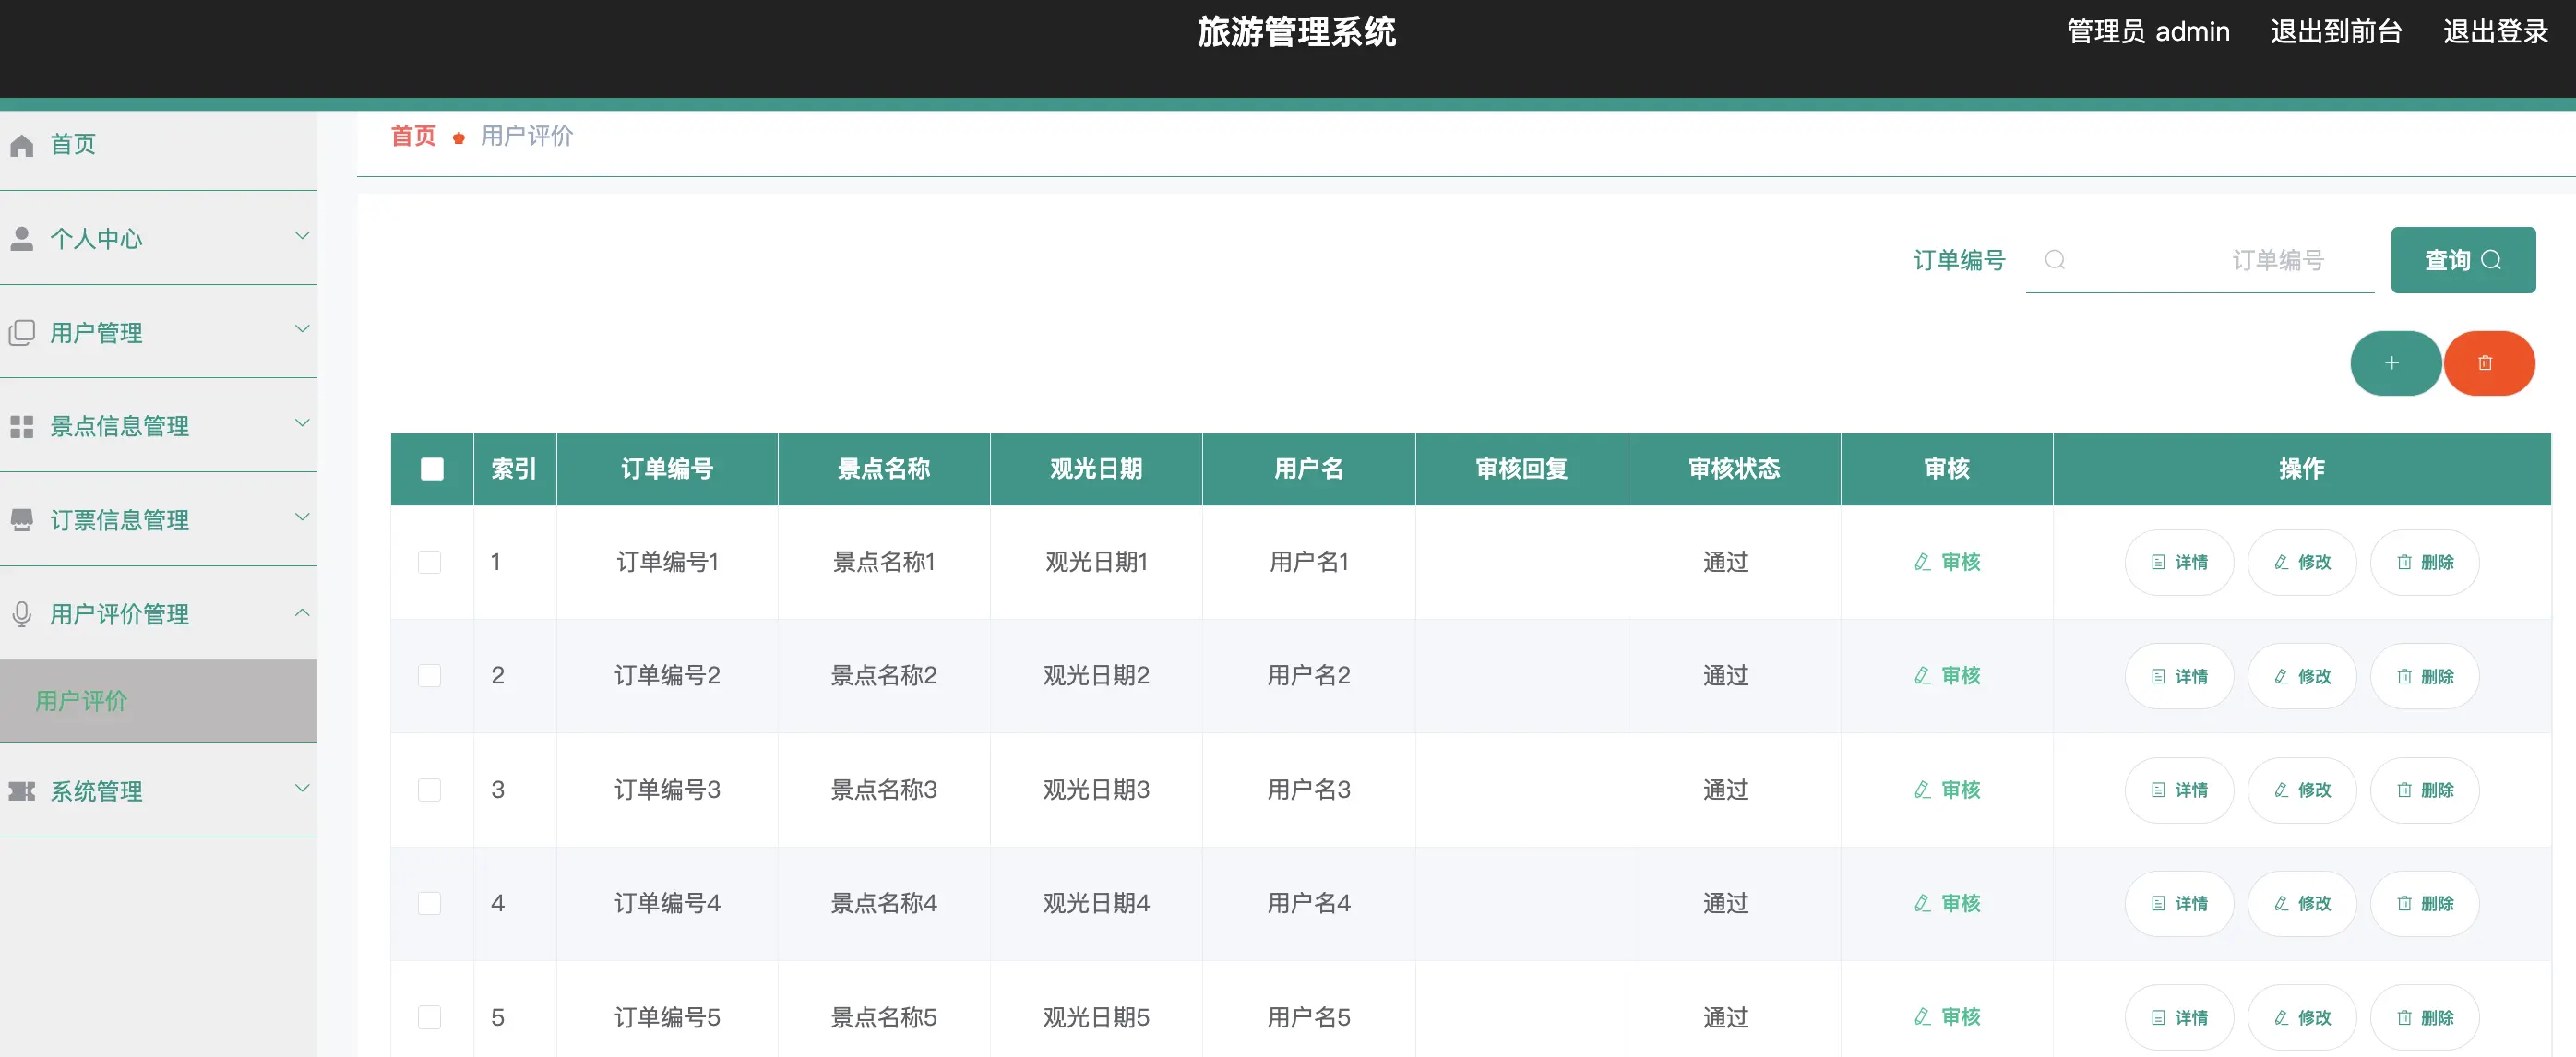 旅游管理系统
管理员 admin 退出到前台 退出登录
首页
个人中心
用户管理
景点信息管理
订票信息管理
用户评价管理
用户评价
系统管理
首页 用户评价
订单编号 订单编号 查询
索引 订单编号 景点名称 观光日期 用户名 审核回复 审核状态 审核 操作
1 订单编号1 景点名称1 观光日期1 用户名1 通过 审核 详情 修改 删除
2 订单编号2 景点名称2 观光日期2 用户名2 通过 审核 详情 修改 删除
3 订单编号3 景点名称3 观光日期3 用户名3 通过 审核 详情 修改 删除
4 订单编号4 景点名称4 观光日期4 用户名4 通过 审核 详情 修改 删除
5 订单编号5 景点名称5 观光日期5 用户名5 通过 审核 详情 修改 删除